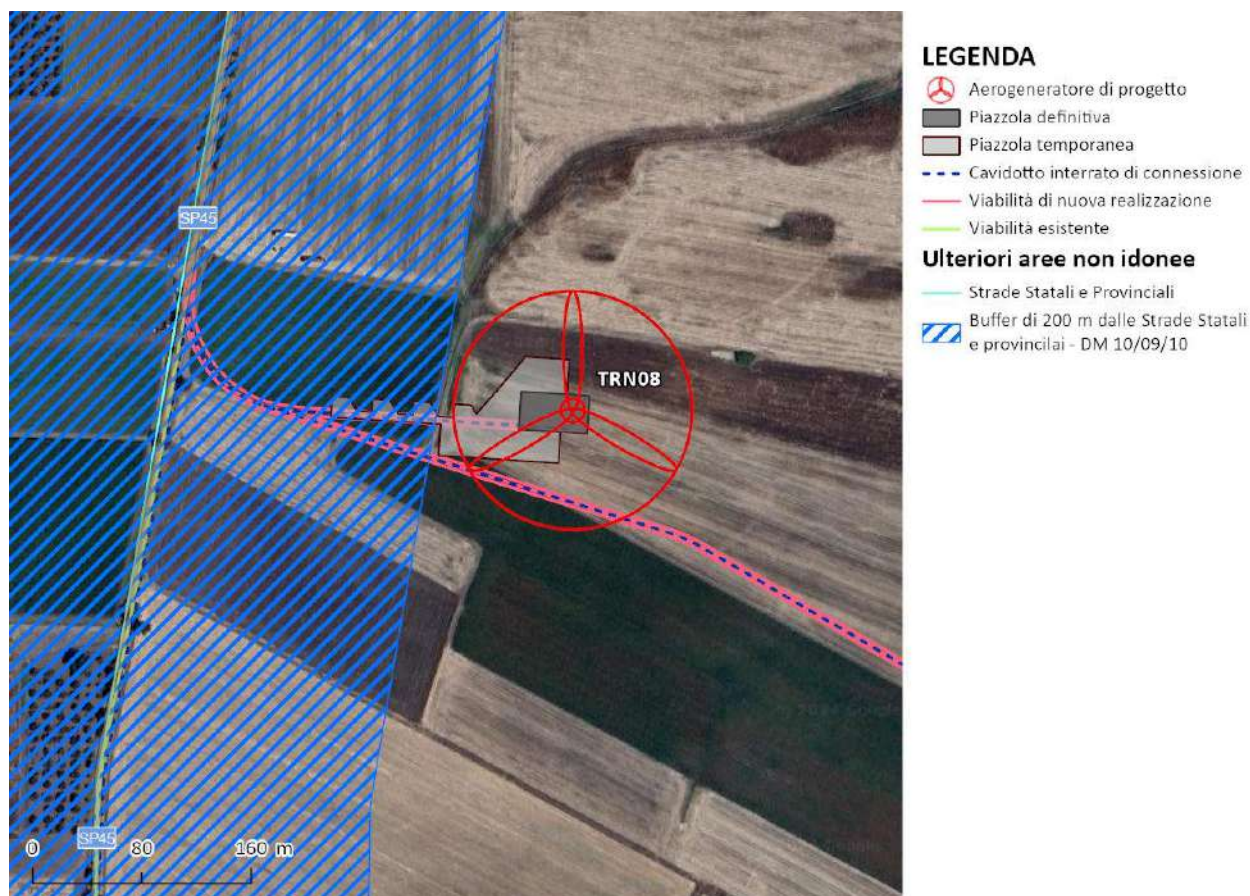 SP45
TRN08
SP45
0 80 160 m
LEGENDA
Aerogeneratore di progetto
Piazzola definitiva
Piazzola temporanea
Cavidotto interrato di connessione
Viabilità di nuova realizzazione
Viabilità esistente
Ulteriori aree non idonee
Strade Statali e Provinciali
Buffer di 200 m dalle Strade Statali
e provincilai - DM 10/09/10